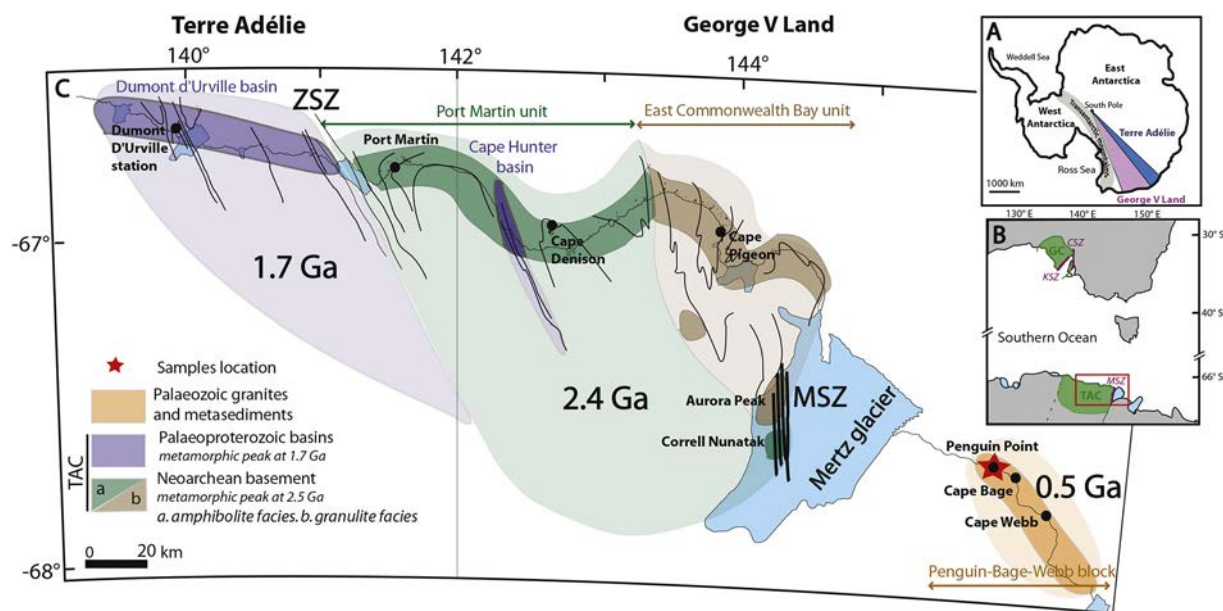 Terre Adélie
George V Land
140°
142°
144°
C
Dumont d'Urville basin
ZSZ
Port Martin unit
East Commonwealth Bay unit
Dumont
D'Urville
station
Port Martin
Cape Hunter
basin
-67°
Cape
Denison
Cape
Pigeon
1.7 Ga
2.4 Ga
Aurora Peak
MSZ
Correll Nunatak
Mertz glacier
Penguin Point
Cape Bage
0.5 Ga
Cape Webb
Penguin-Bage-Webb block
-68°
Samples location
Palaeozoic granites
and metasediments
Palaeoproterozoic basins
metamorphic peak at 1.7 Ga
TAC
a
b
Neoarchean basement
metamorphic peak at 2.5 Ga
a. amphibolite facies. b. granulite facies
0
20 km
A
Weddell Sea
East
Antarctica
South Pole
West
Antarctica
Transantarctic mountains
Terre Adélie
Ross Sea
1000 km
George V Land
130° E
140° E
150° E
B
30° S
GC
CSZ
KSZ
40° S
Southern Ocean
66° S
MSZ
TAC